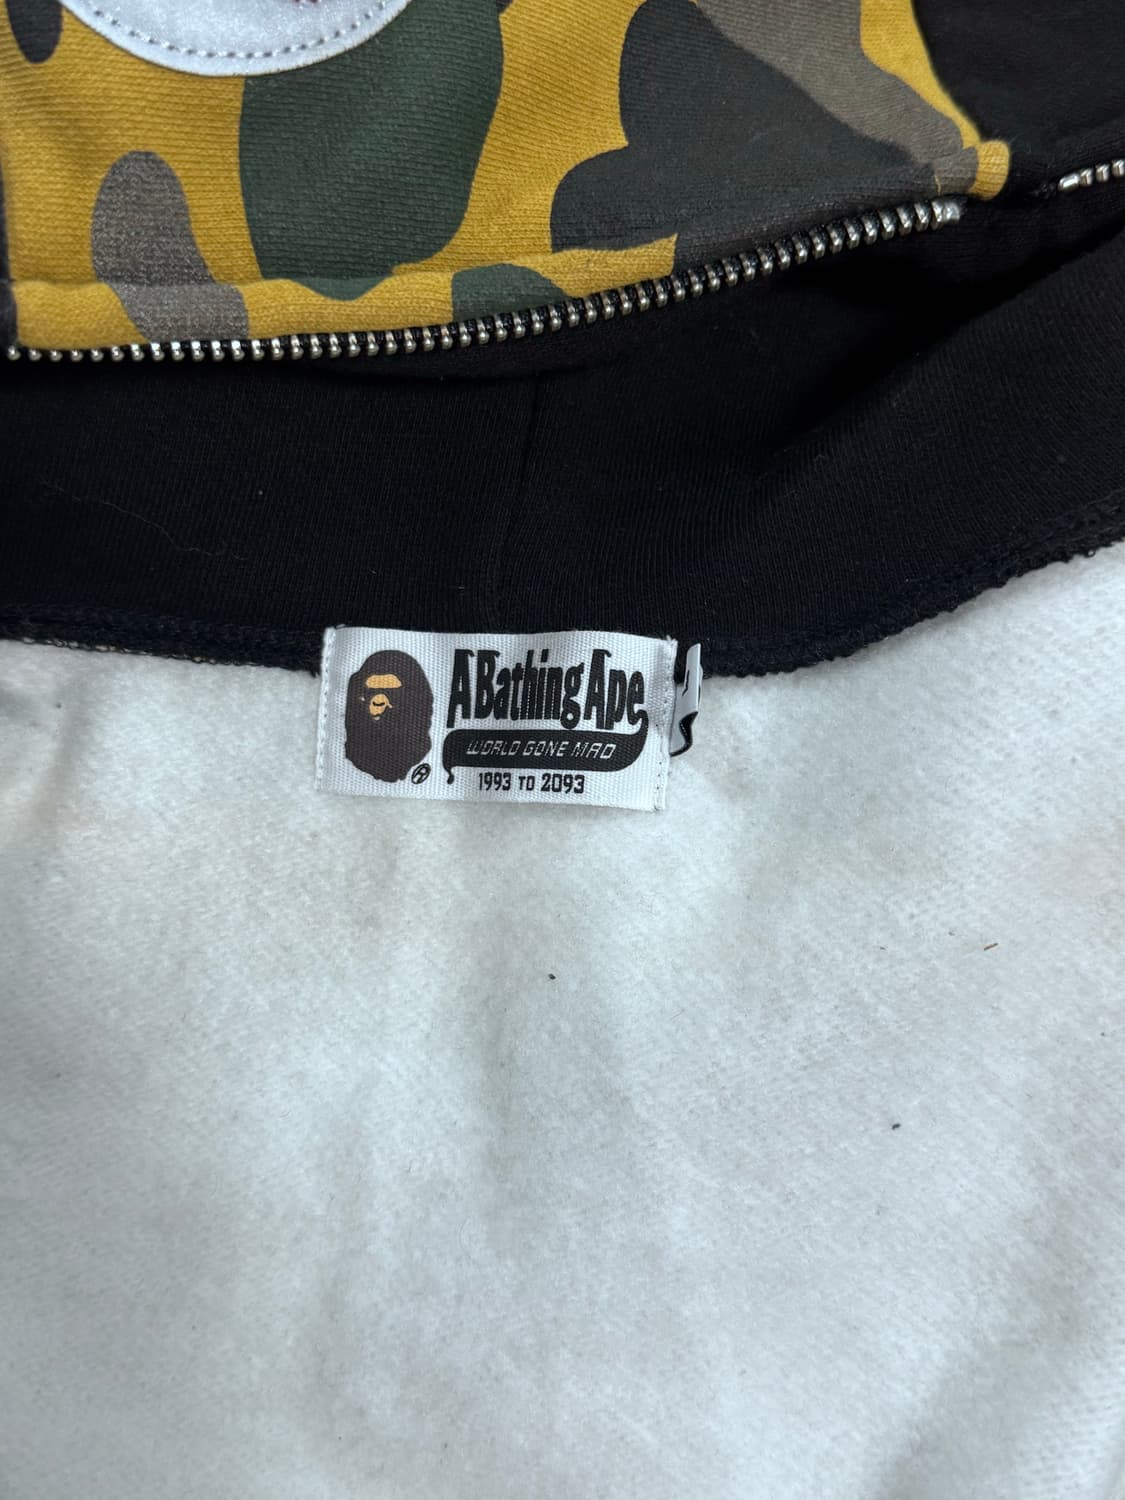 A Bathing Ape
WORLD GONE MAD
1993 TO 2093
®